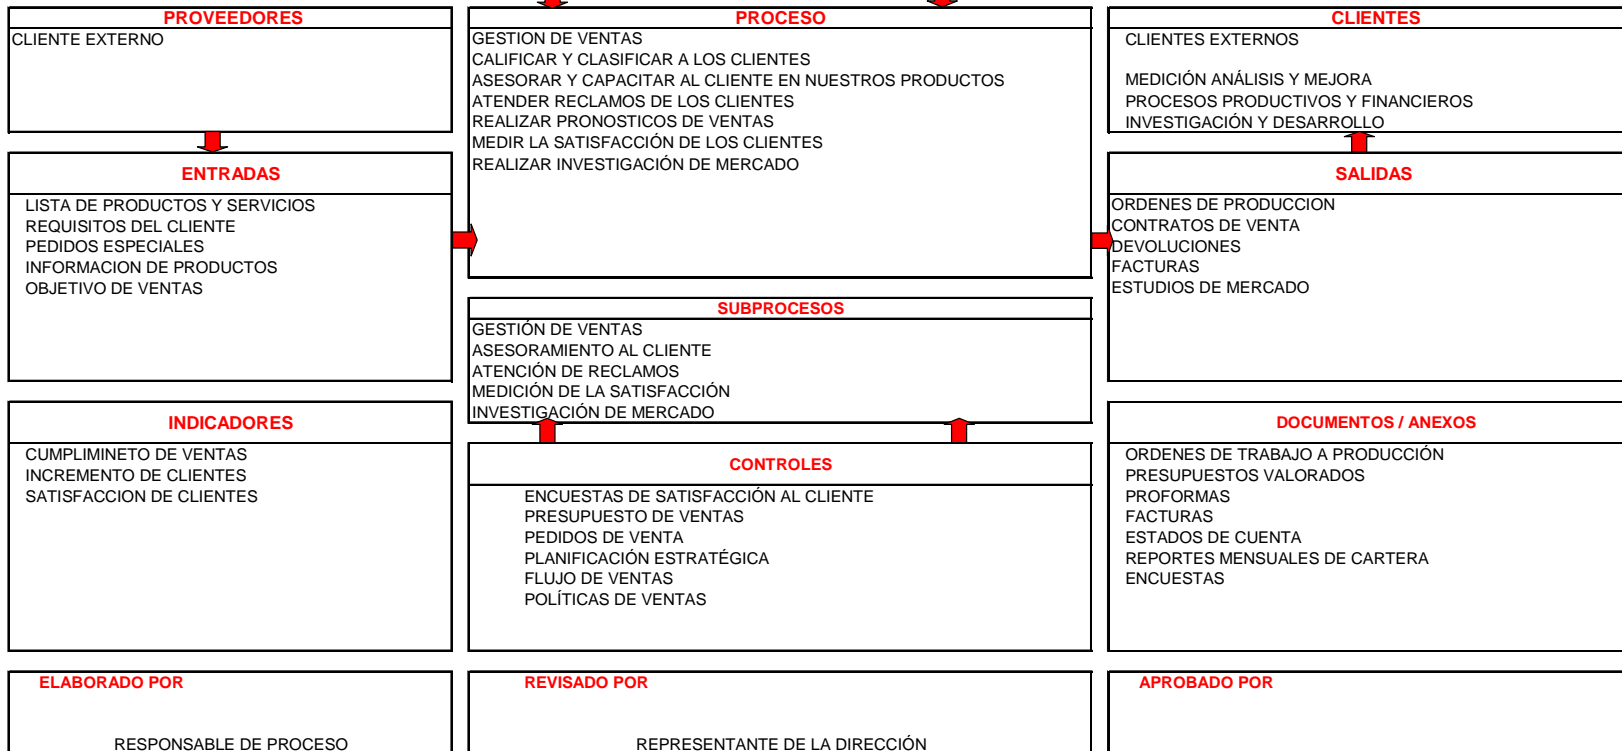 PROVEEDORES
CLIENTE EXTERNO
PROCESO
GESTION DE VENTAS
CALIFICAR Y CLASIFICAR A LOS CLIENTES
ASESORAR Y CAPACITAR AL CLIENTE EN NUESTROS PRODUCTOS
ATENDER RECLAMOS DE LOS CLIENTES
REALIZAR PRONOSTICOS DE VENTAS
MEDIR LA SATISFACCIÓN DE LOS CLIENTES
REALIZAR INVESTIGACIÓN DE MERCADO
CLIENTES
CLIENTES EXTERNOS
MEDICIÓN ANÁLISIS Y MEJORA
PROCESOS PRODUCTIVOS Y FINANCIEROS
INVESTIGACIÓN Y DESARROLLO
ENTRADAS
LISTA DE PRODUCTOS Y SERVICIOS
REQUISITOS DEL CLIENTE
PEDIDOS ESPECIALES
INFORMACION DE PRODUCTOS
OBJETIVO DE VENTAS
SALIDAS
ORDENES DE PRODUCCION
CONTRATOS DE VENTA
DEVOLUCIONES
FACTURAS
ESTUDIOS DE MERCADO
SUBPROCESOS
GESTIÓN DE VENTAS
ASESORAMIENTO AL CLIENTE
ATENCIÓN DE RECLAMOS
MEDICIÓN DE LA SATISFACCIÓN
INVESTIGACIÓN DE MERCADO
INDICADORES
CUMPLIMINETO DE VENTAS
INCREMENTO DE CLIENTES
SATISFACCION DE CLIENTES
CONTROLES
ENCUESTAS DE SATISFACCIÓN AL CLIENTE
PRESUPUESTO DE VENTAS
PEDIDOS DE VENTA
PLANIFICACIÓN ESTRATÉGICA
FLUJO DE VENTAS
POLÍTICAS DE VENTAS
DOCUMENTOS / ANEXOS
ORDENES DE TRABAJO A PRODUCCIÓN
PRESUPUESTOS VALORADOS
PROFORMAS
FACTURAS
ESTADOS DE CUENTA
REPORTES MENSUALES DE CARTERA
ENCUESTAS
ELABORADO POR
RESPONSABLE DE PROCESO
REVISADO POR
REPRESENTANTE DE LA DIRECCIÓN
APROBADO POR